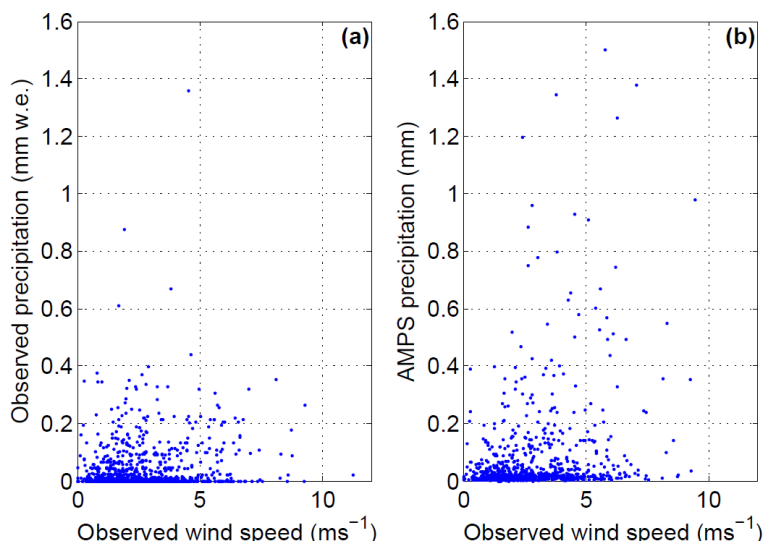 (a)
1.6
1.4
1.2
1
0.8
0.6
0.4
0.2
0
Observed precipitation (mm w.e.)
0 5 10
Observed wind speed (ms⁻¹)
(b)
1.6
1.4
1.2
1
0.8
0.6
0.4
0.2
0
AMPS precipitation (mm)
0 5 10
Observed wind speed (ms⁻¹)